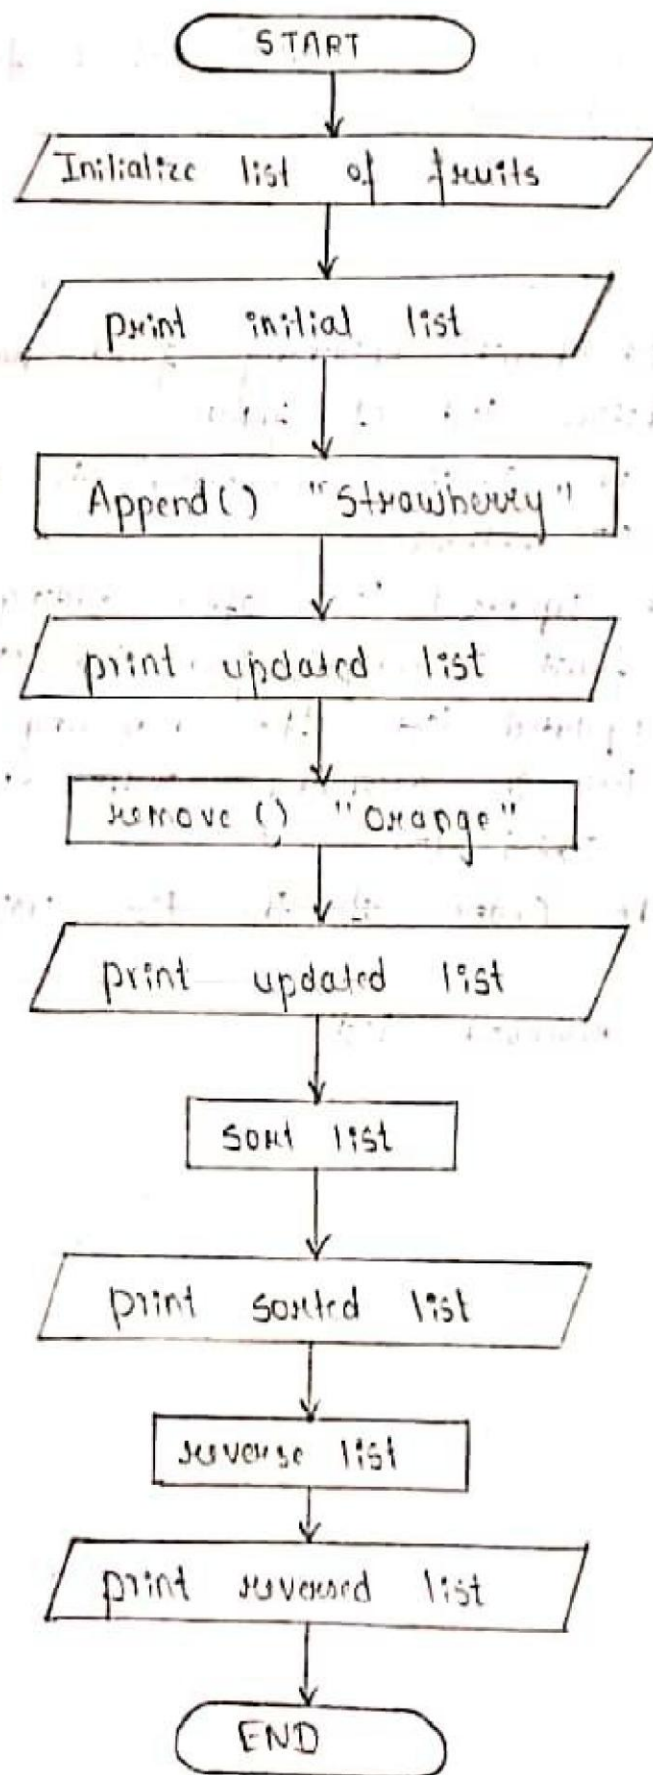 START
Initialize list of fruits
print initial list
Append() "Strawberry"
print updated list
remove() "Orange"
print updated list
sort list
print sorted list
reverse list
print reversed list
END